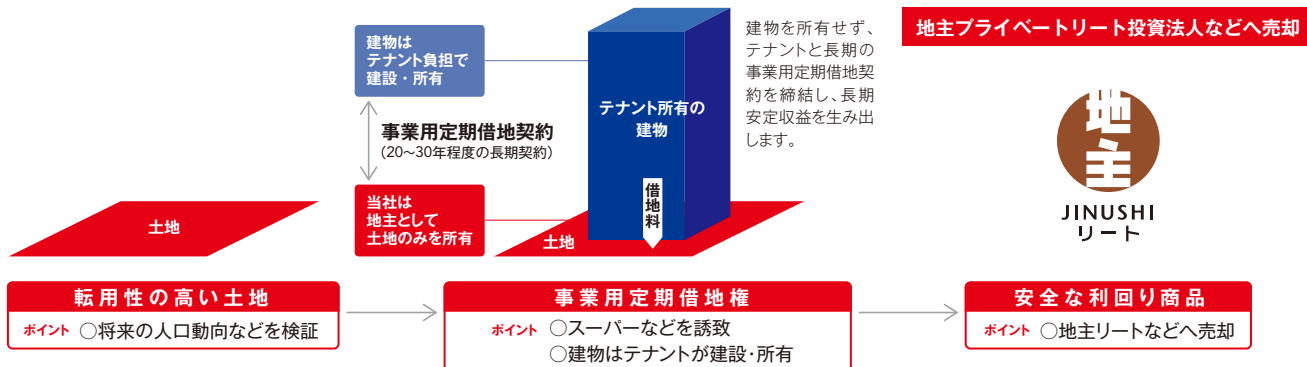 建物は
テナント負担で
建設・所有
事業用定期借地契約
(20〜30年程度の長期契約)
当社は
地主として
土地のみを所有
土地
テナント所有の
建物
借地料
土地
建物を所有せず、
テナントと長期の
事業用定期借地契
約を締結し、長期
安定収益を生み出
します。
地主プライベートリート投資法人などへ売却
地主
JINUSHI
リート
転用性の高い土地
ポイント ○将来の人口動向などを検証
事業用定期借地権
ポイント ○スーパーなどを誘致
○建物はテナントが建設・所有
安全な利回り商品
ポイント ○地主リートなどへ売却